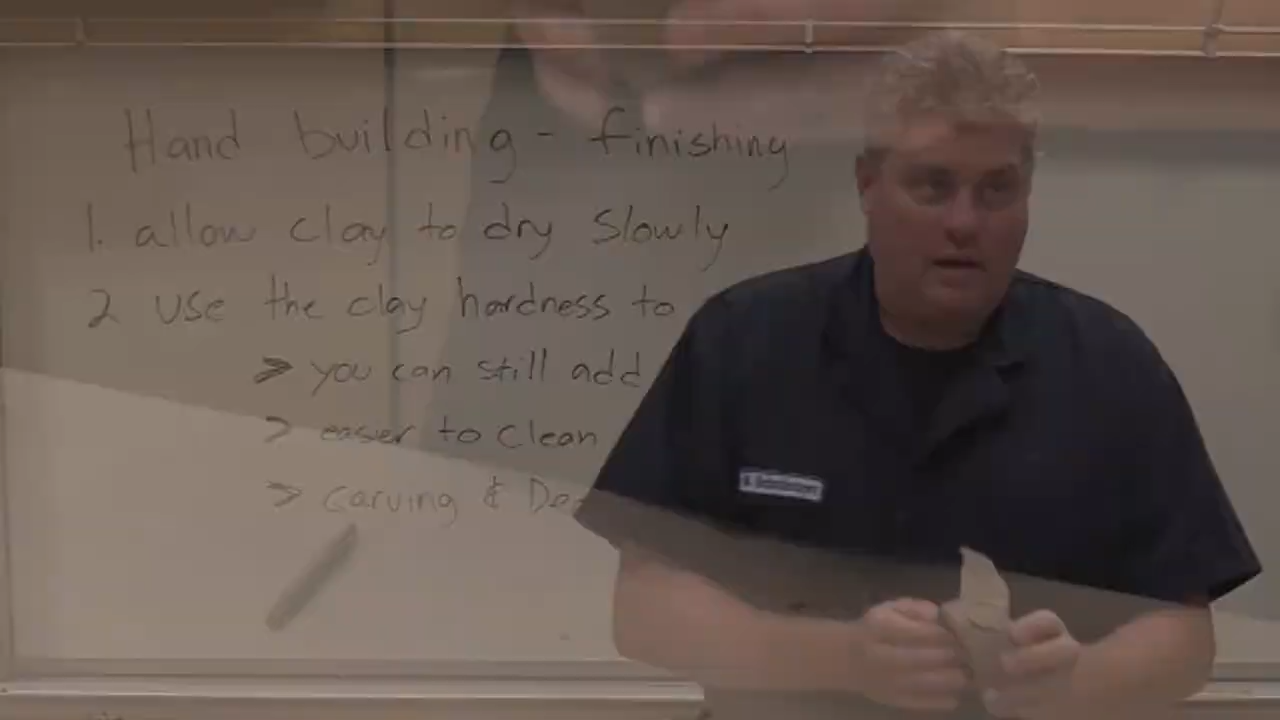 Hand building - finishing
1. allow clay to dry slowly
2 use the clay hardness to
> you can still add
> easier to clean
> carving &